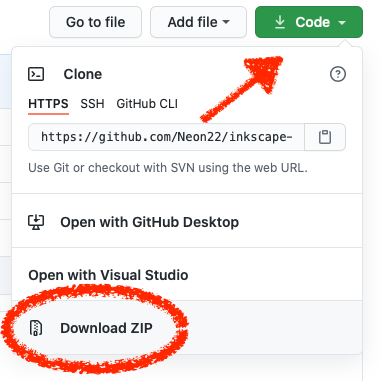 Go to file Add file Code
Clone
HTTPS SSH GitHub CLI
https://github.com/Neon22/inkscape-
Use Git or checkout with SVN using the web URL.
Open with GitHub Desktop
Open with Visual Studio
Download ZIP